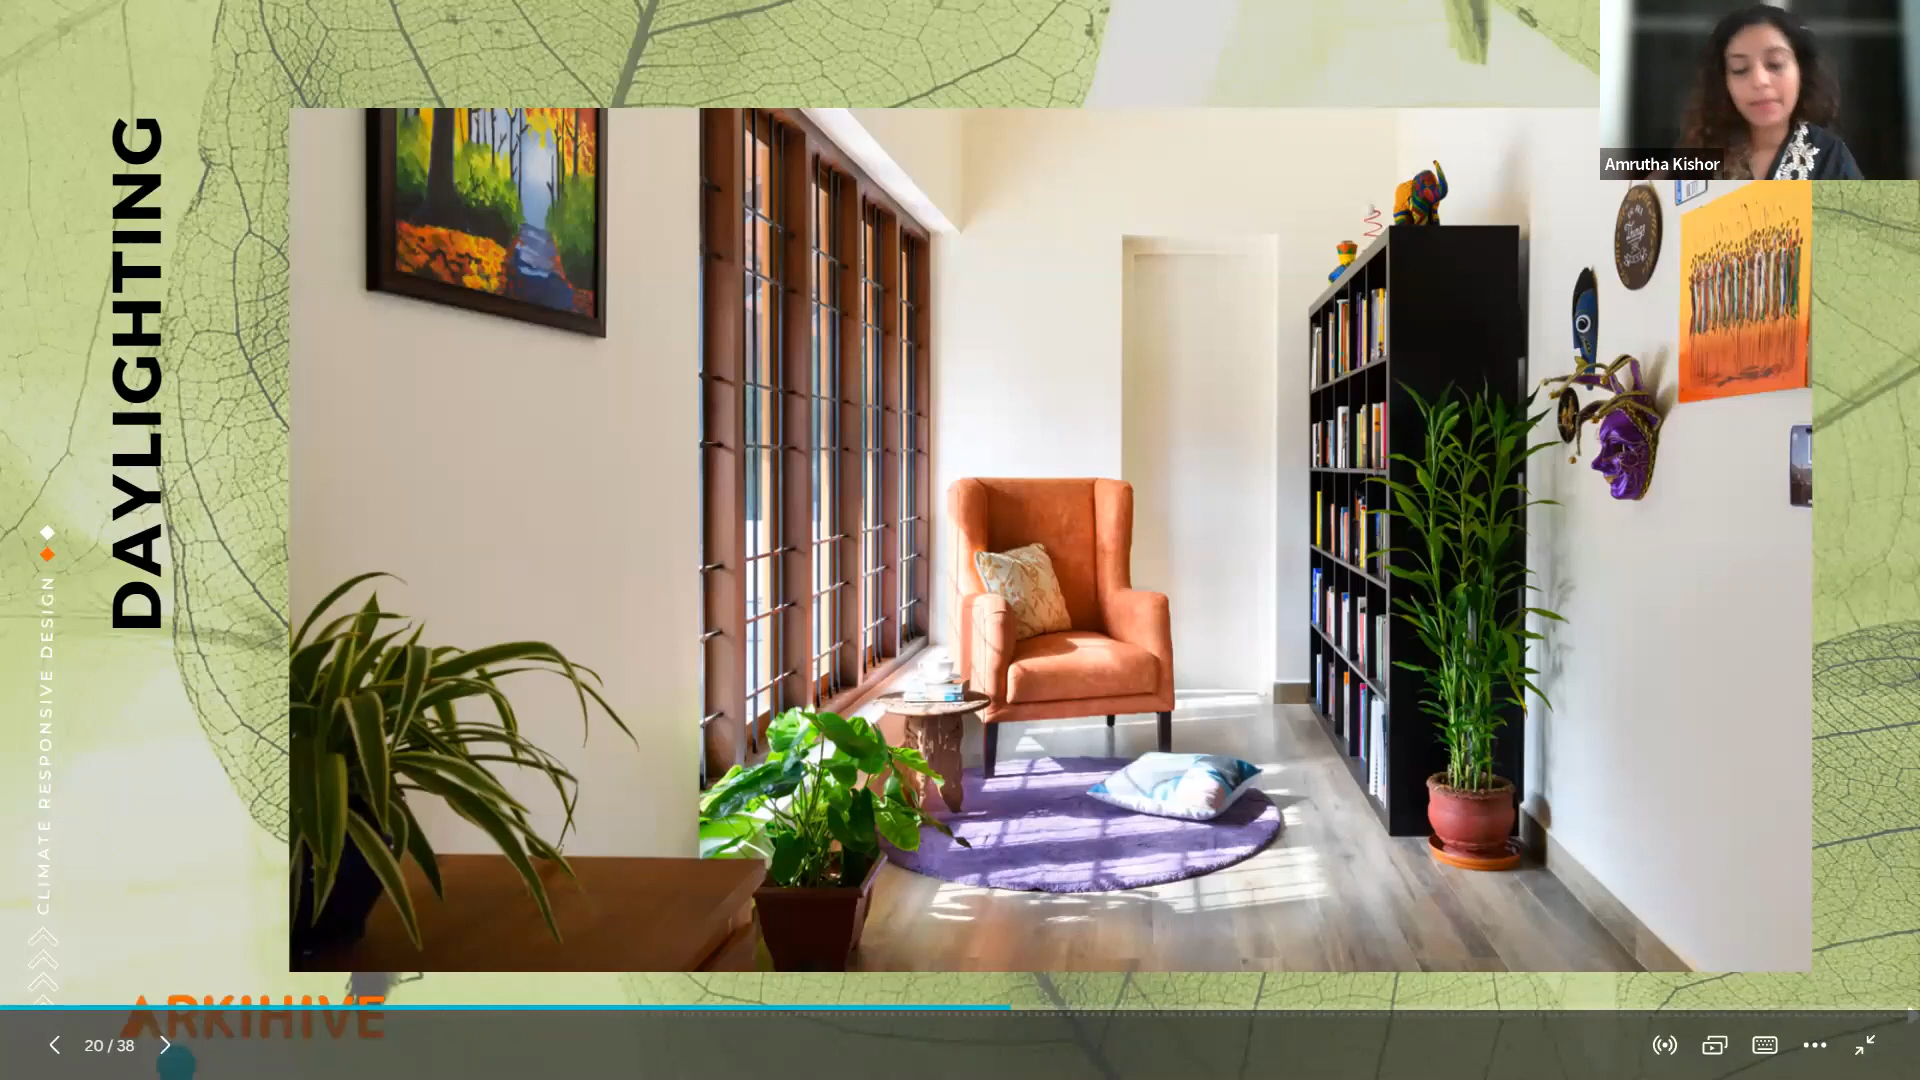 DAYLIGHTING
CLIMATE RESPONSIVE DESIGN
Amrutha Kishor
ARKIHIVE
20 / 38